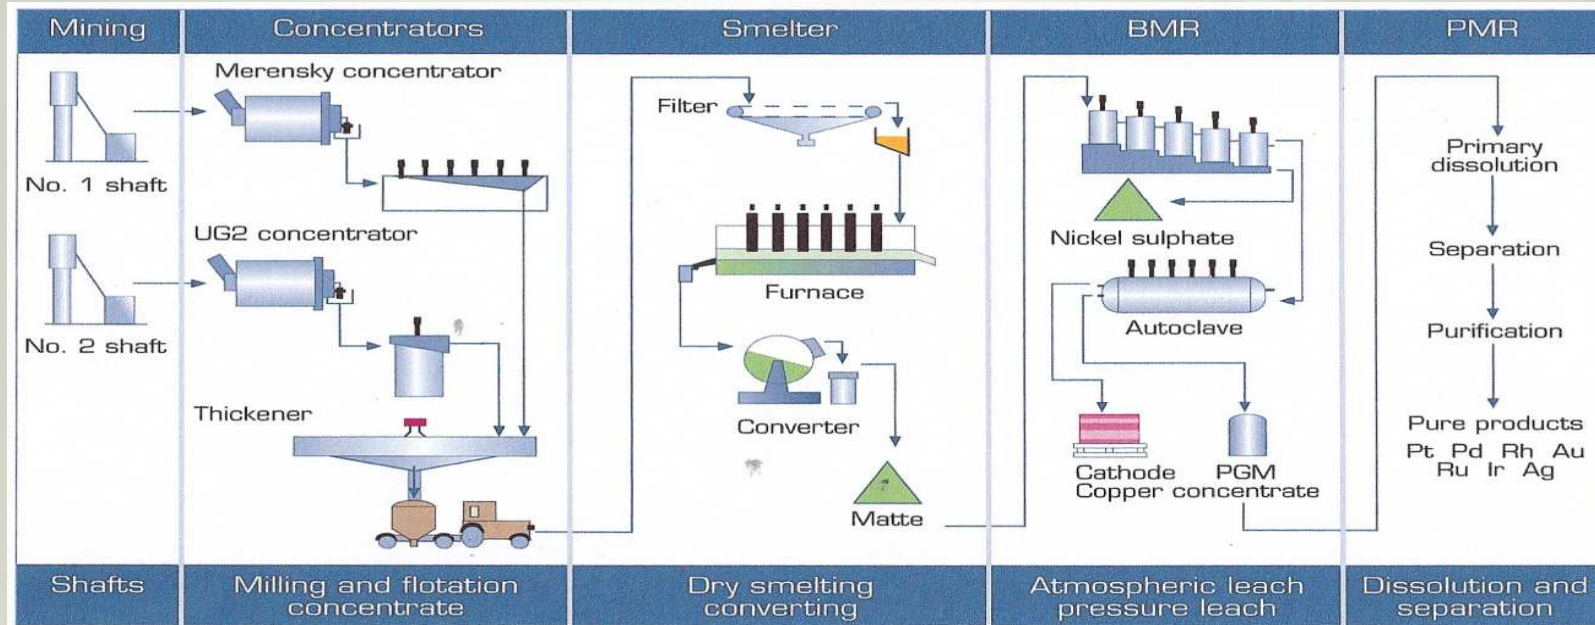 Mining
Concentrators
Smelter
BMR
PMR
Merensky concentrator
No. 1 shaft
UG2 concentrator
No. 2 shaft
Thickener
Filter
Furnace
Converter
Matte
Nickel sulphate
Autoclave
Cathode
Copper
PGM
concentrate
Primary
dissolution
Separation
Purification
Pure products
Pt Pd Rh Au
Ru Ir Ag
Shafts
Milling and flotation
concentrate
Dry smelting
converting
Atmospheric leach
pressure leach
Dissolution and
separation